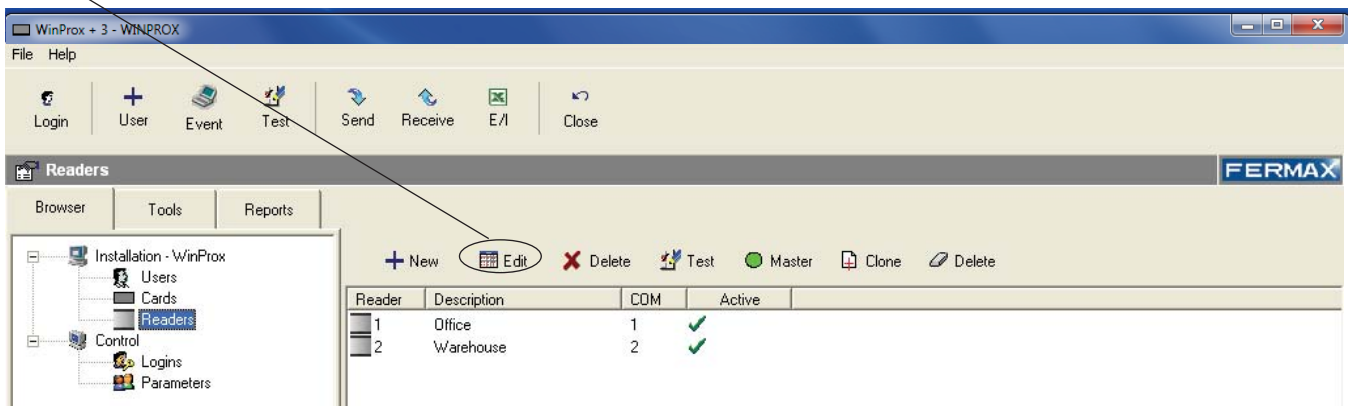 WinProx + 3 - WINPROX
File Help
Login User Event Test Send Receive E/I Close
Readers FERMAX
Browser Tools Reports
New Edit Delete Test Master Clone Delete
Installation - WinProx
Users
Cards
Readers
Control
Logins
Parameters
Reader Description COM Active
1 Office 1
2 Warehouse 2